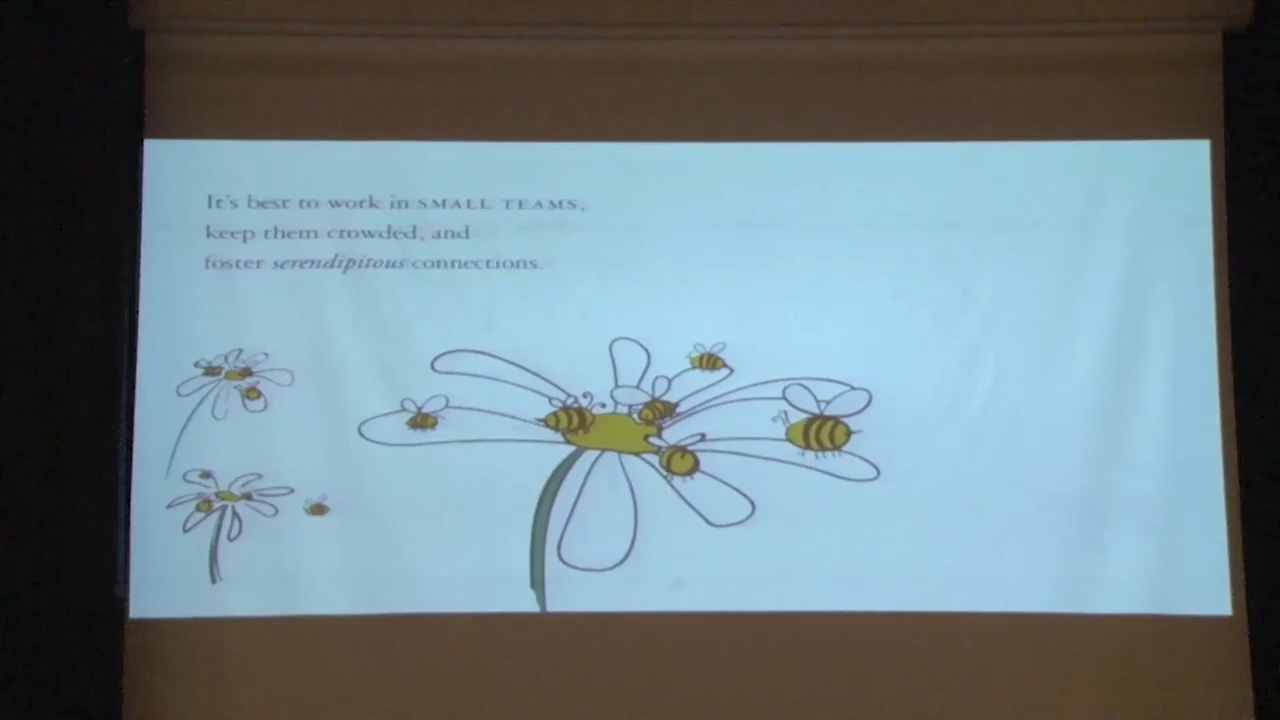 It's best to work in SMALL TEAMS,
keep them crowded, and
foster serendipitous connections.